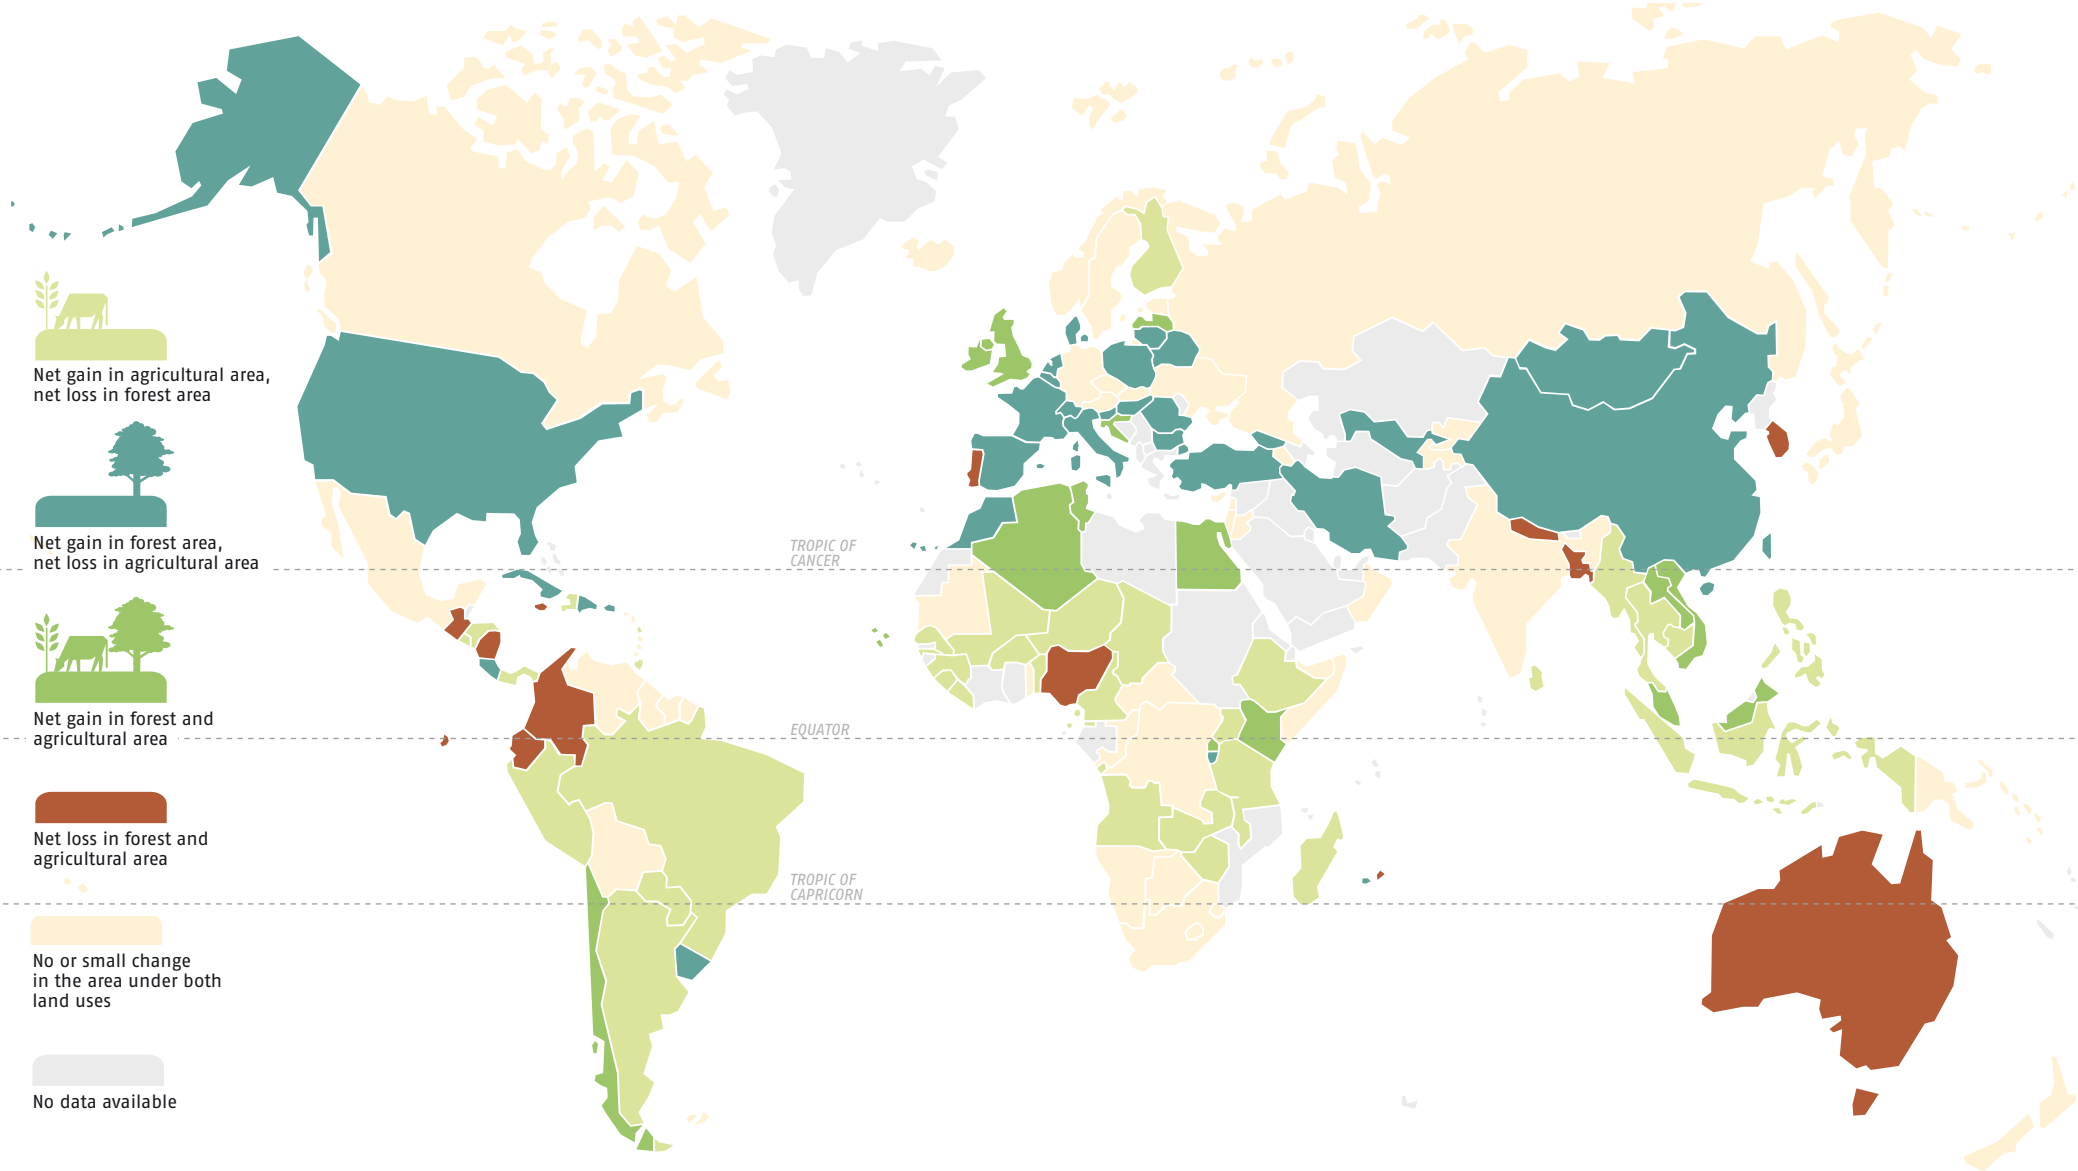 Net gain in agricultural area,
net loss in forest area
Net gain in forest area,
net loss in agricultural area
Net gain in forest and
agricultural area
Net loss in forest and
agricultural area
No or small change
in the area under both
land uses
No data available
TROPIC OF
CANCER
EQUATOR
TROPIC OF
CAPRICORN